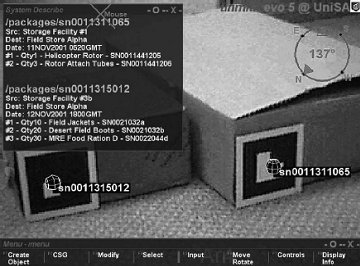 System Describe
Mouse
/packages/sn0011311065
Src: Storage Facility #1
Dest: Field Store Alpha
Date: 11NOV2001 0520GMT
#1 - Qty1 - Helicopter Rotor - SN0011441205
#2 - Qty1 - Rotor Attach Tubes - SN0011441206
/packages/sn0011315012
Src: Storage Facility #3b
Dest: Field Store Alpha
Date: 12NOV2001 1800GMT
#1 - Qty10 - Field Jackets - SN0021032a
#2 - Qty20 - Desert Field Boots - SN0021032b
#3 - Qty30 - MRE Food Ration D - SN0022044d
evo 5 @ UniSA
E
137°
sn0011315012
sn0011311065
Menu - menu
Create Object
CSG
Modify
Select
Input
Move Rotate
Controls
Display Info